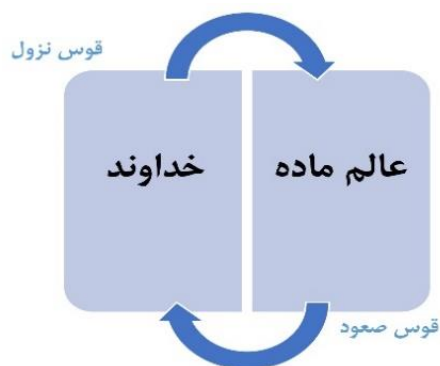 قوس نزول
عالم ماده
خداوند
قوس صعود